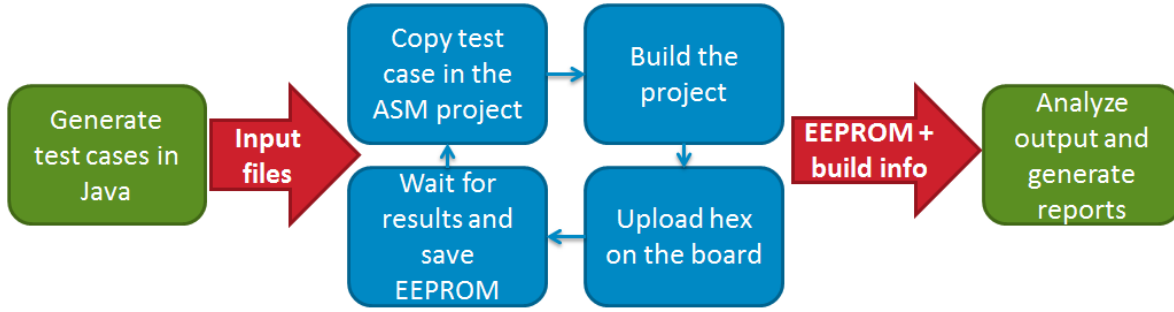 Generate
test cases in
Java
Input
files
Copy test
case in the
ASM project
Build the
project
Upload hex
on the board
Wait for
results and
save
EEPROM
EEPROM +
build info
Analyze
output and
generate
reports